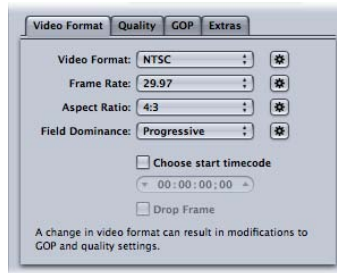 Video Format Quality GOP Extras
Video Format: NTSC
Frame Rate: 29.97
Aspect Ratio: 4:3
Field Dominance: Progressive
Choose start timecode
00:00:00;00
Drop Frame
A change in video format can result in modifications to
GOP and quality settings.